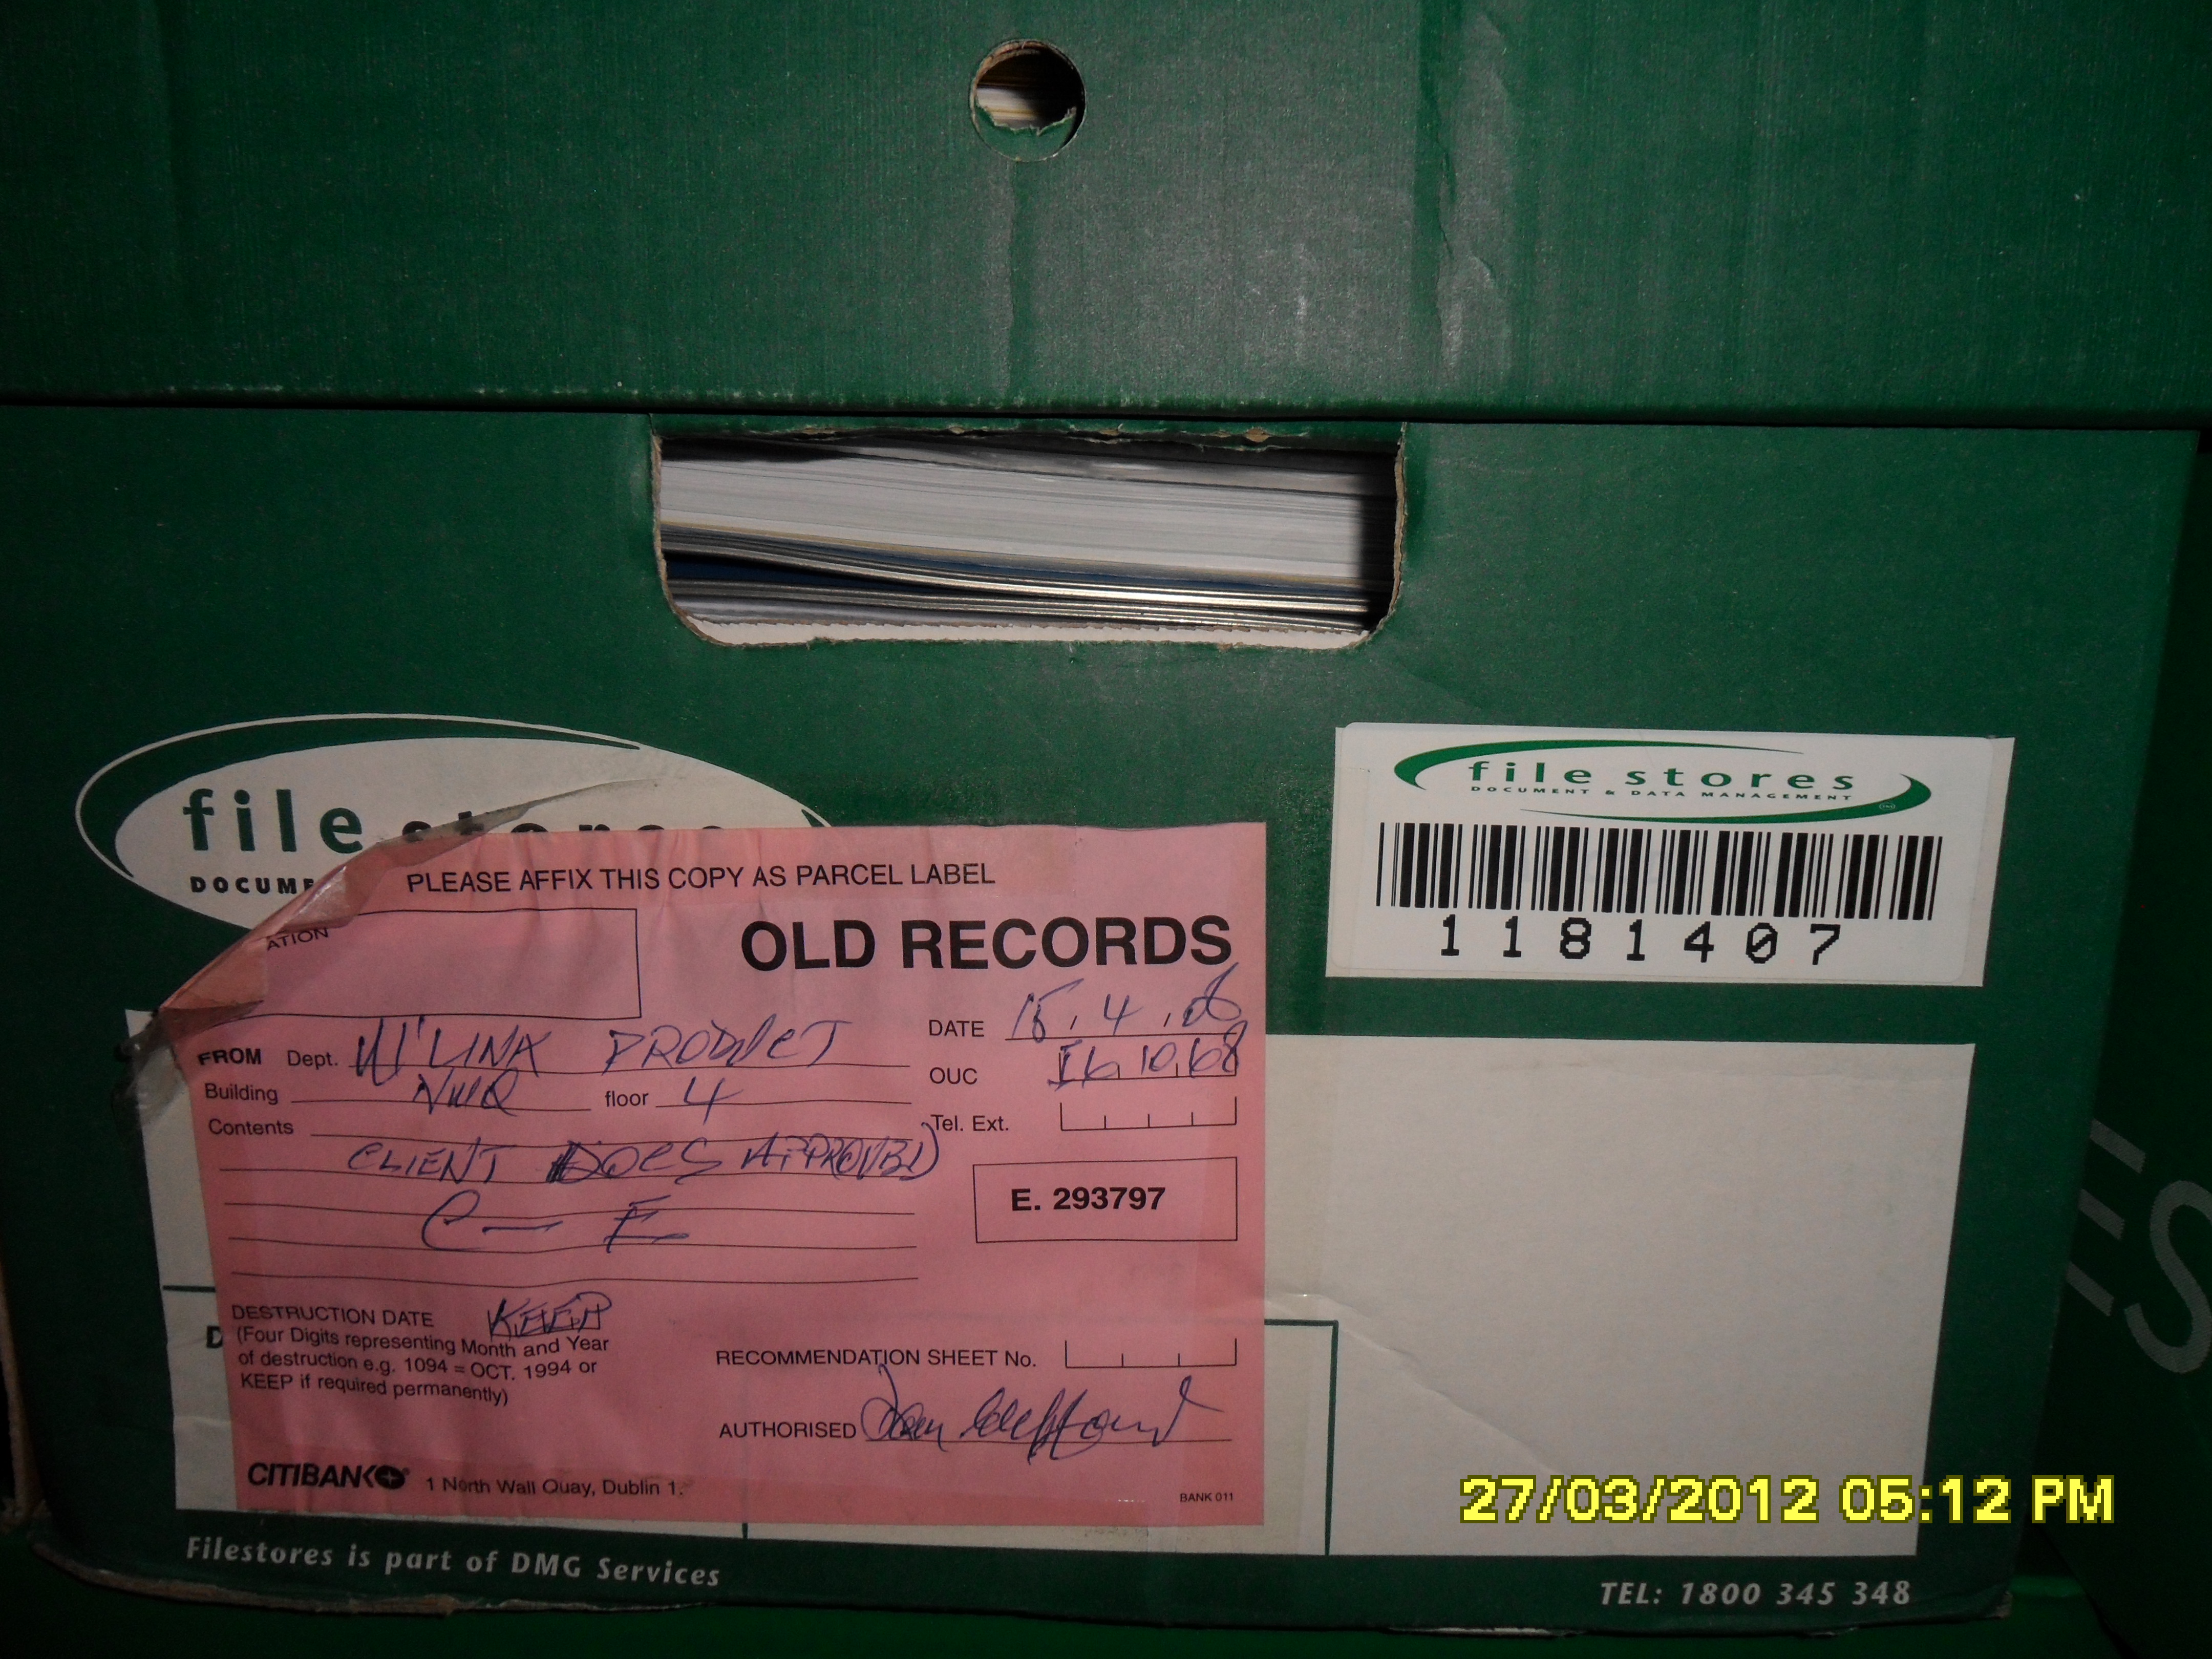 file stores
DOCUME
file stores
DOCUMENT & DATA MANAGEMENT
1181407
PLEASE AFFIX THIS COPY AS PARCEL LABEL
ATION
OLD RECORDS
DATE 15.4.06
FROM Dept. PRODUCT
OUC 16 10 68
Building NWQ floor 4
Contents
Tel. Ext.
CLIENT DOCS APPROVED
C - E
E. 293797
DESTRUCTION DATE KEEP
(Four Digits representing Month and Year
of destruction e.g. 1094 = OCT. 1994 or
KEEP if required permanently)
RECOMMENDATION SHEET No.
AUTHORISED
CITIBANK 1 North Wall Quay, Dublin 1.
BANK 011
27/03/2012 05:12 PM
Filestores is part of DMG Services
TEL: 1800 345 348